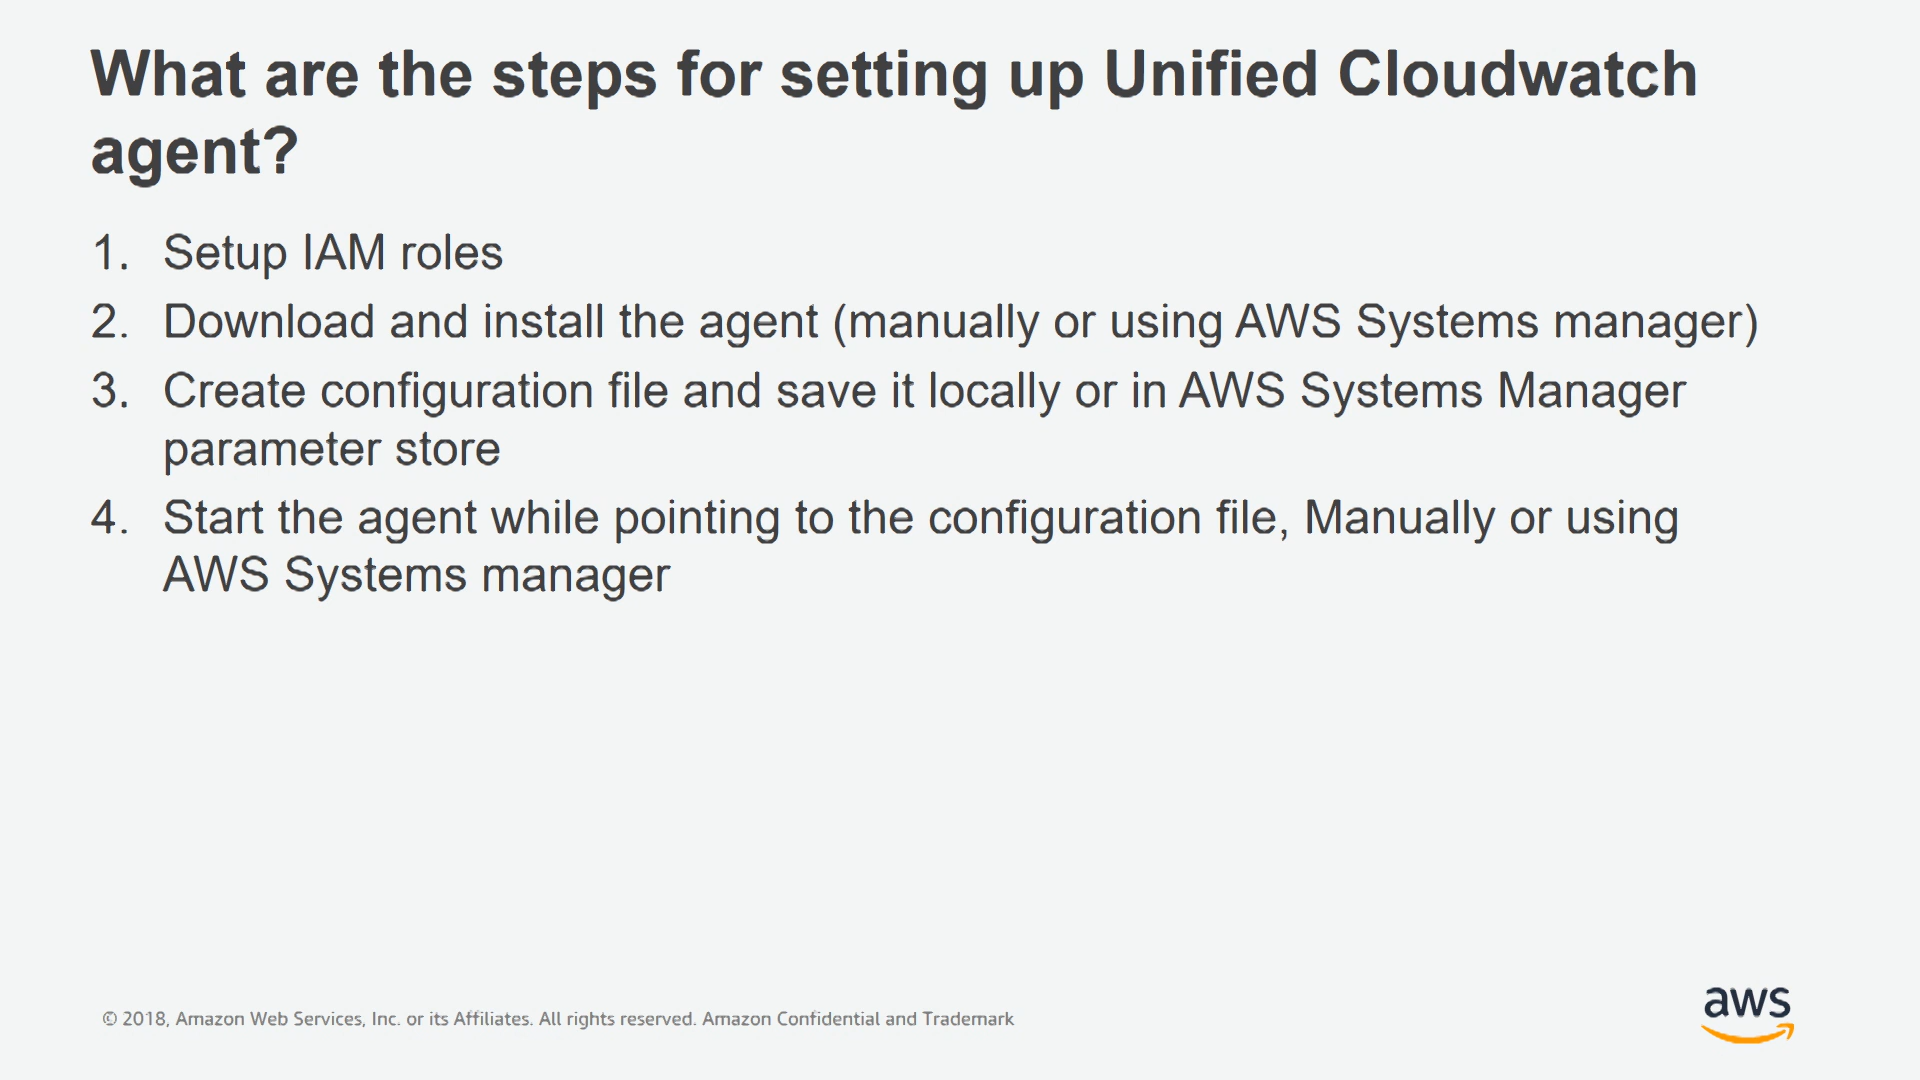 What are the steps for setting up Unified Cloudwatch
agent?
1. Setup IAM roles
2. Download and install the agent (manually or using AWS Systems manager)
3. Create configuration file and save it locally or in AWS Systems Manager
parameter store
4. Start the agent while pointing to the configuration file, Manually or using
AWS Systems manager
© 2018, Amazon Web Services, Inc. or its Affiliates. All rights reserved. Amazon Confidential and Trademark
aws